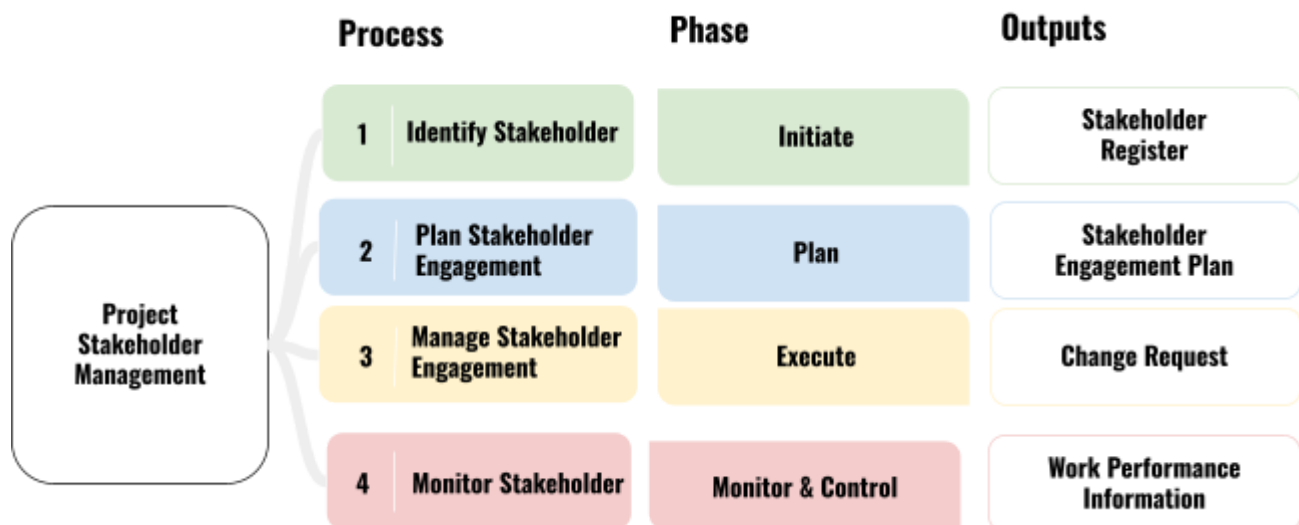 Process
Phase
Outputs
1
Identify Stakeholder
Initiate
Stakeholder
Register
2
Plan Stakeholder
Engagement
Plan
Stakeholder
Engagement Plan
Project
Stakeholder
Management
3
Manage Stakeholder
Engagement
Execute
Change Request
4
Monitor Stakeholder
Monitor & Control
Work Performance
Information